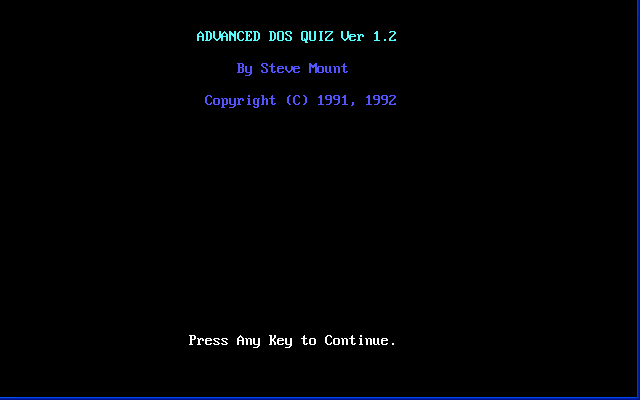 ADVANCED DOS QUIZ Ver 1.2
By Steve Mount
Copyright (C) 1991, 1992
Press Any Key to Continue.